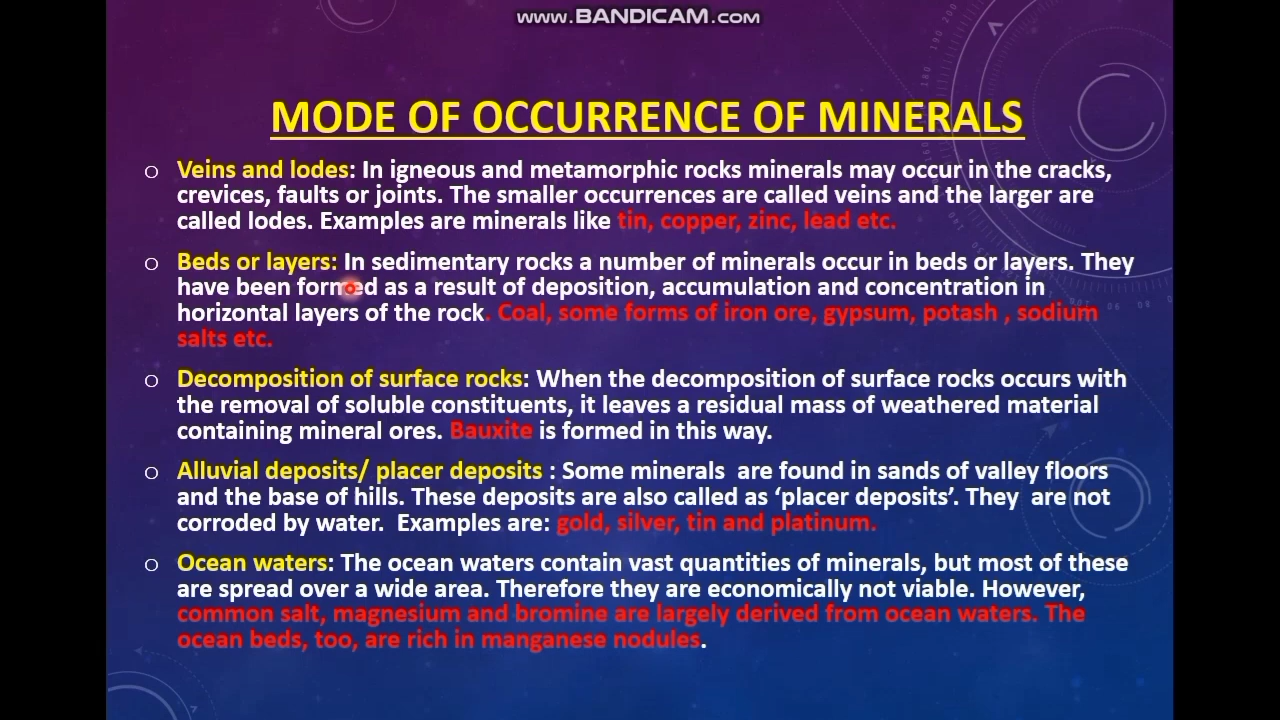 www.BANDICAM.com
MODE OF OCCURRENCE OF MINERALS
o Veins and lodes: In igneous and metamorphic rocks minerals may occur in the cracks,
crevices, faults or joints. The smaller occurrences are called veins and the larger are
called lodes. Examples are minerals like tin, copper, zinc, lead etc.
o Beds or layers: In sedimentary rocks a number of minerals occur in beds or layers. They
have been formed as a result of deposition, accumulation and concentration in
horizontal layers of the rock. Coal, some forms of iron ore, gypsum, potash , sodium
salts etc.
o Decomposition of surface rocks: When the decomposition of surface rocks occurs with
the removal of soluble constituents, it leaves a residual mass of weathered material
containing mineral ores. Bauxite is formed in this way.
o Alluvial deposits/ placer deposits : Some minerals  are found in sands of valley floors
and the base of hills. These deposits are also called as ‘placer deposits’. They  are not
corroded by water.  Examples are: gold, silver, tin and platinum.
o Ocean waters: The ocean waters contain vast quantities of minerals, but most of these
are spread over a wide area. Therefore they are economically not viable. However,
common salt, magnesium and bromine are largely derived from ocean waters. The
ocean beds, too, are rich in manganese nodules.